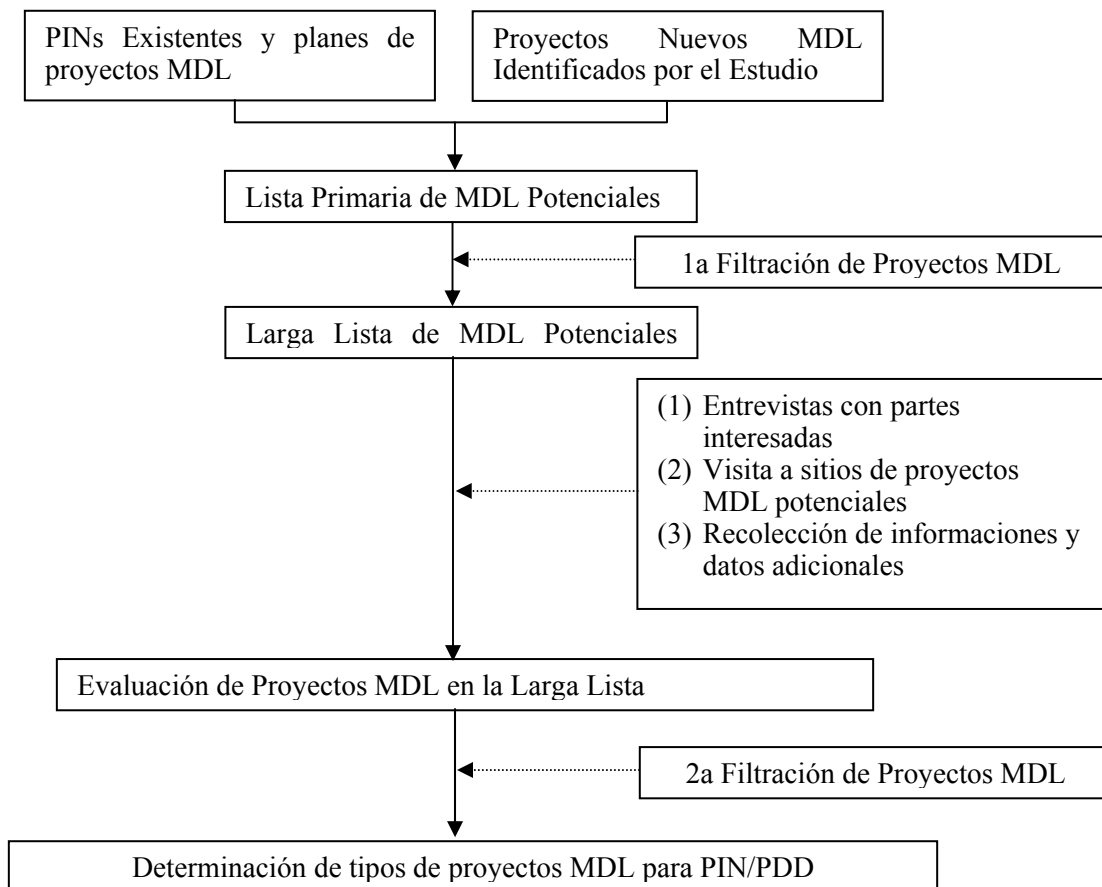 PINs Existentes y planes de
proyectos MDL
Proyectos Nuevos MDL
Identificados por el Estudio
Lista Primaria de MDL Potenciales
1a Filtración de Proyectos MDL
Larga Lista de MDL Potenciales
(1) Entrevistas con partes
interesadas
(2) Visita a sitios de proyectos
MDL potenciales
(3) Recolección de informaciones y
datos adicionales
Evaluación de Proyectos MDL en la Larga Lista
2a Filtración de Proyectos MDL
Determinación de tipos de proyectos MDL para PIN/PDD